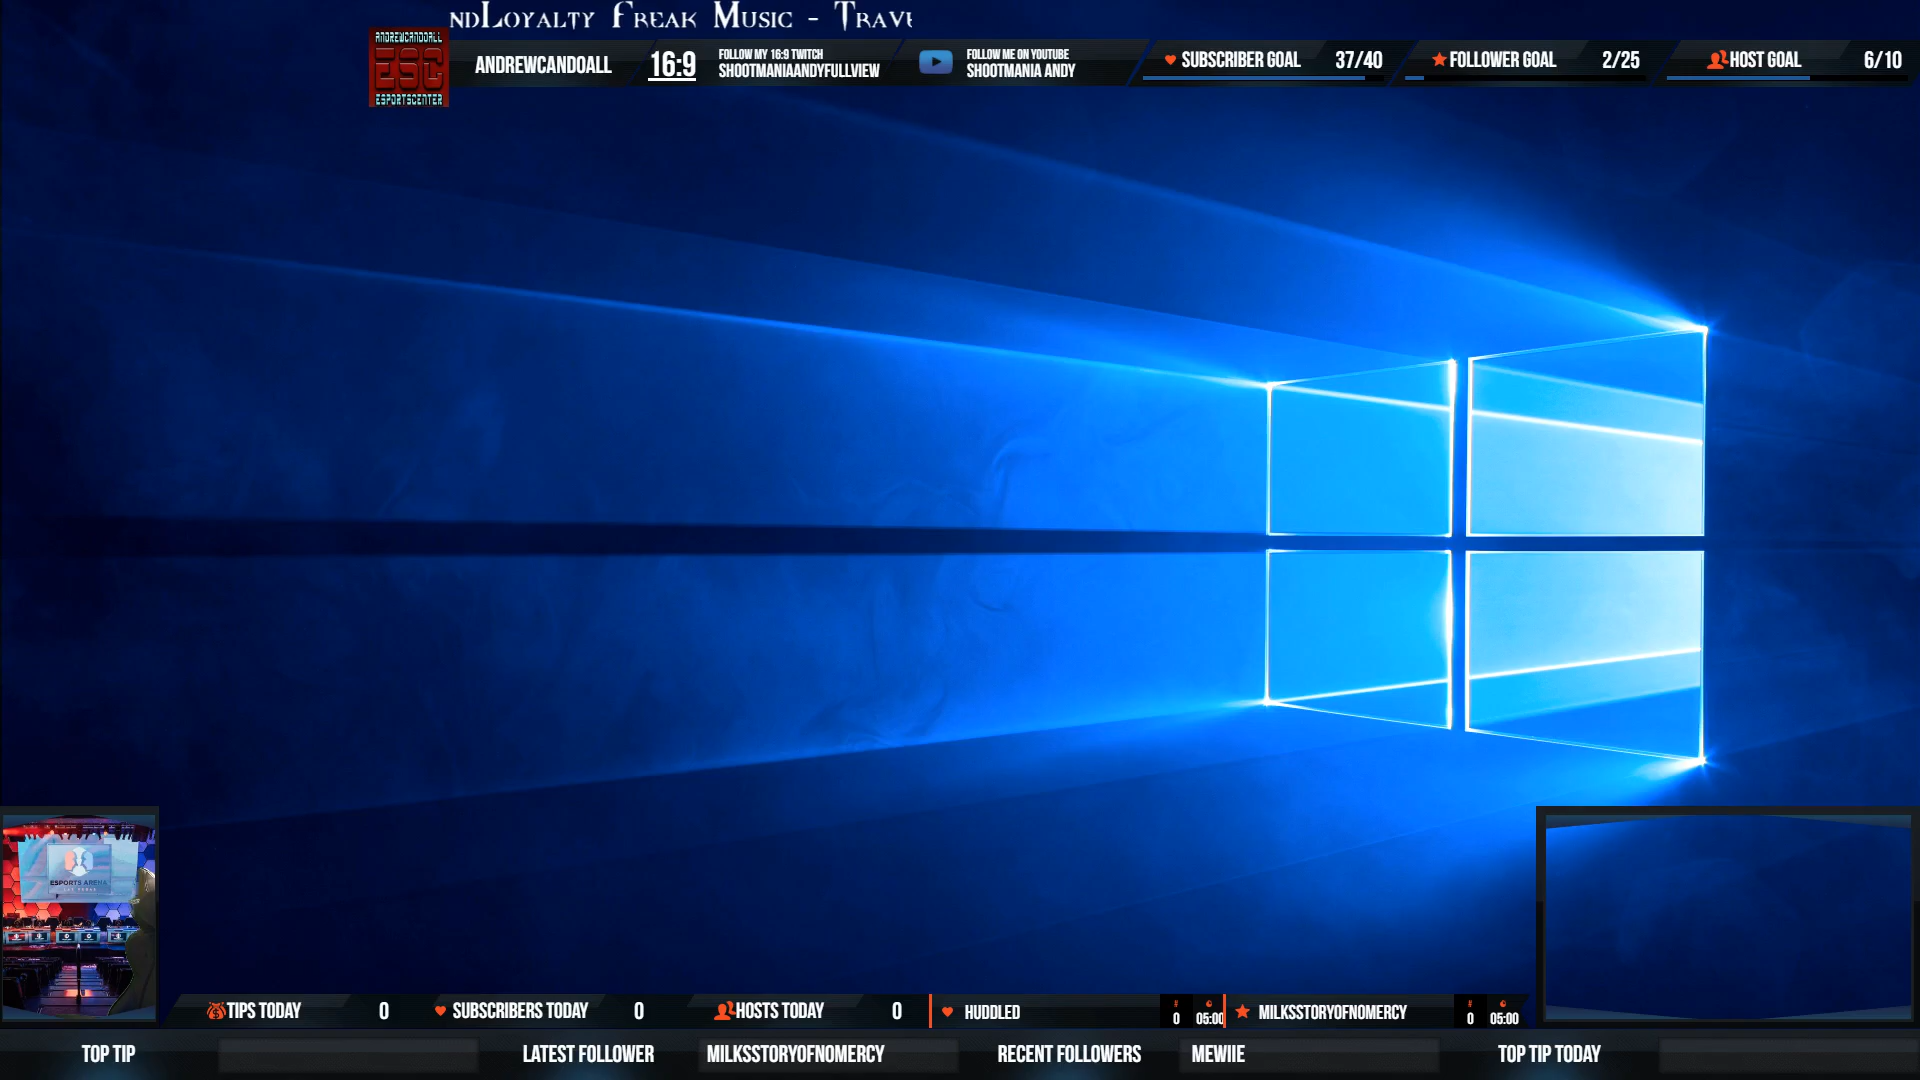 ndLoyalty Freak Music - Trav
ANDREWCANDOALL
ESC
ESPORTSCENTER
ANDREWCANDOALL
16:9
FOLLOW MY 16:9 TWITCH
SHOOTMANIAANDYFULLVIEW
FOLLOW ME ON YOUTUBE
SHOOTMANIA ANDY
SUBSCRIBER GOAL 37/40
FOLLOWER GOAL 2/25
HOST GOAL 6/10
ESPORTS ARENA
LAS VEGAS
TIPS TODAY 0
SUBSCRIBERS TODAY 0
HOSTS TODAY 0
HUDDLED
# 0
05:00
MILKSSTORYOFNOMERCY
# 0
05:00
TOP TIP
LATEST FOLLOWER MILKSSTORYOFNOMERCY
RECENT FOLLOWERS MEWIIE
TOP TIP TODAY